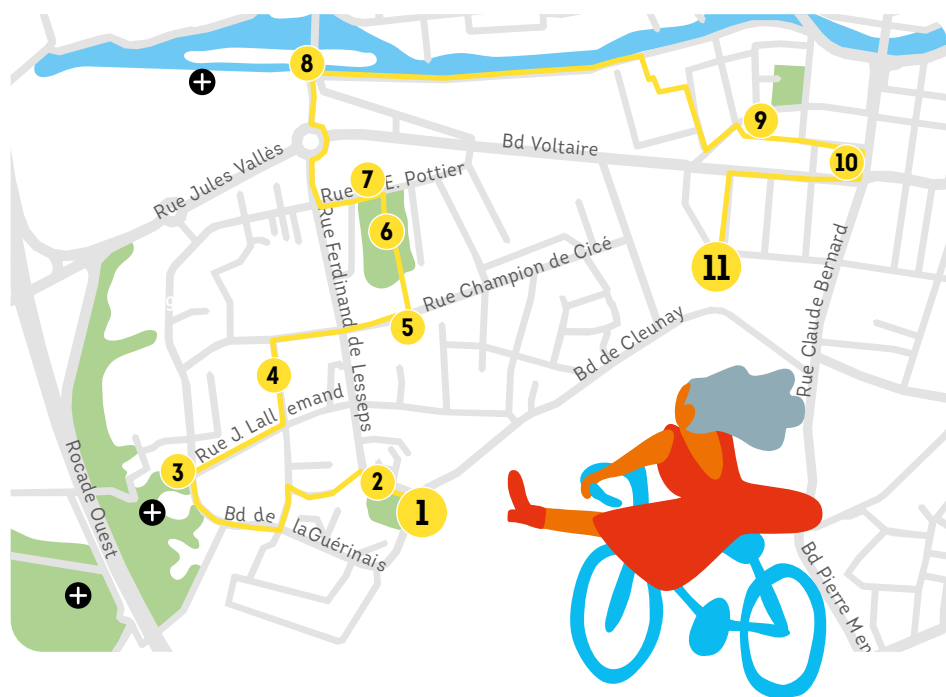 8
9
10
Bd Voltaire
Rue Jules Vallès
7
Rue E. Pottier
6
11
Rue Ferdinand de Lesseps
Rue Champion de Cicé
5
Rue Claude Bernard
Bd de Cleunay
4
Rue J. Lall emand
3
2
1
Rocade Ouest
Bd de laGuérinais
Bd Pierre Men